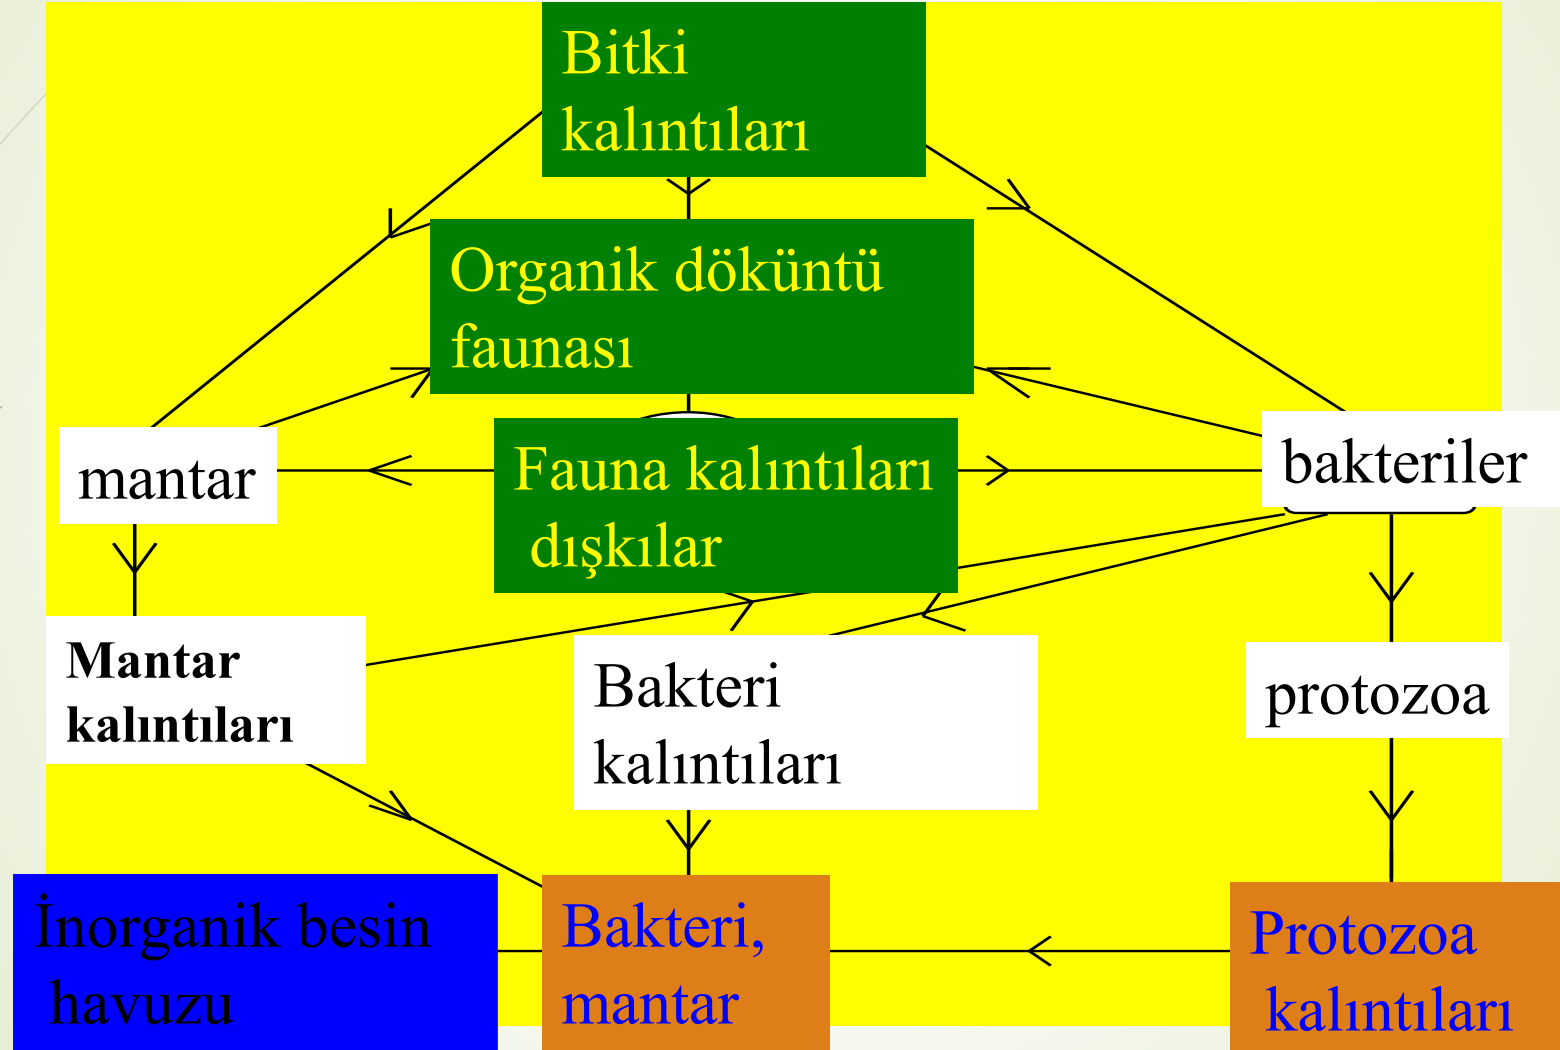 Bitki
kalıntıları
Organik döküntü
faunası
Fauna kalıntıları
dışkılar
mantar
bakteriler
Mantar
kalıntıları
Bakteri
kalıntıları
protozoa
İnorganik besin
havuzu
Bakteri,
mantar
Protozoa
kalıntıları